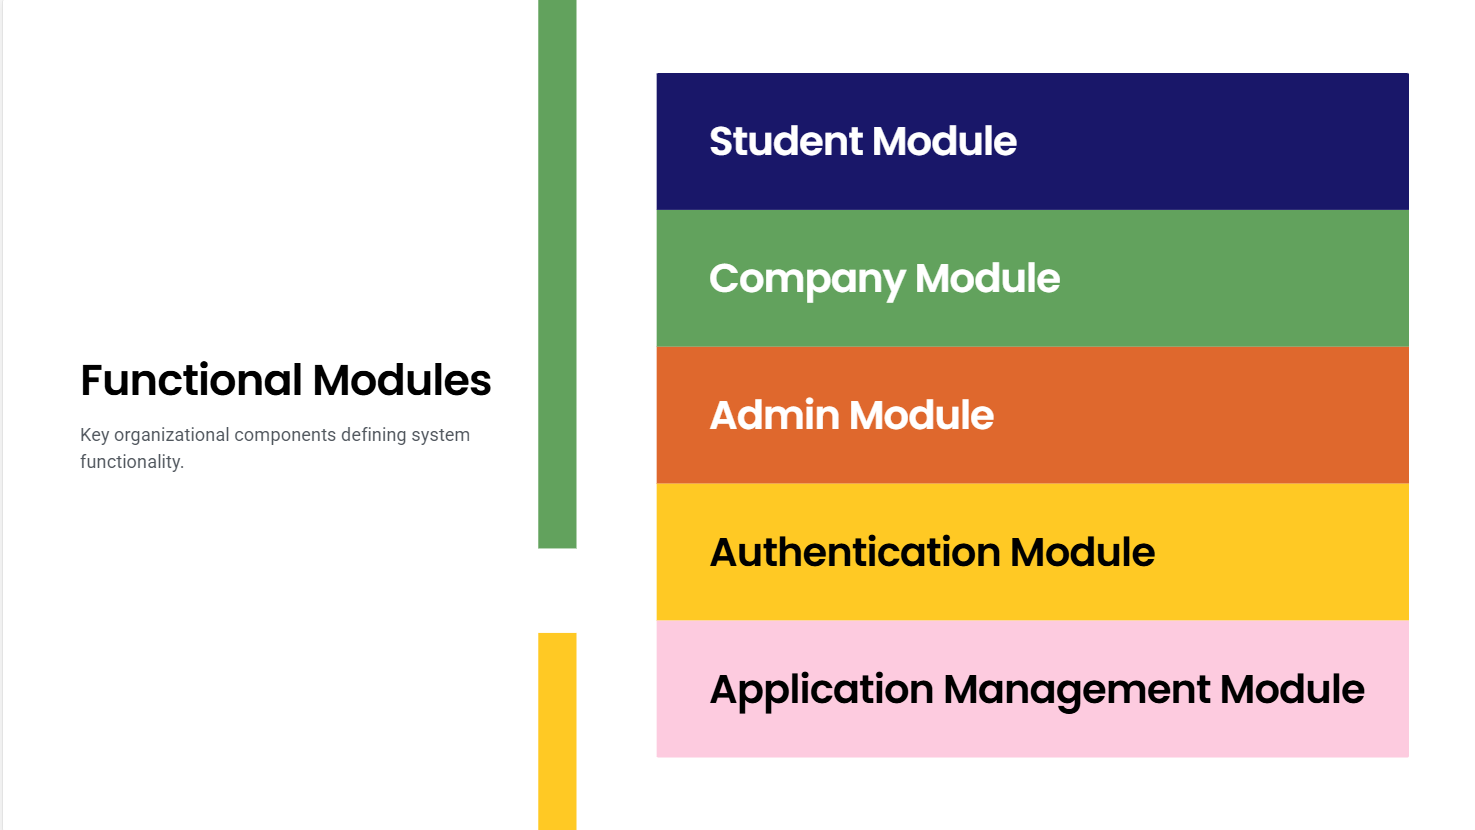 Functional Modules
Key organizational components defining system
functionality.
Student Module
Company Module
Admin Module
Authentication Module
Application Management Module